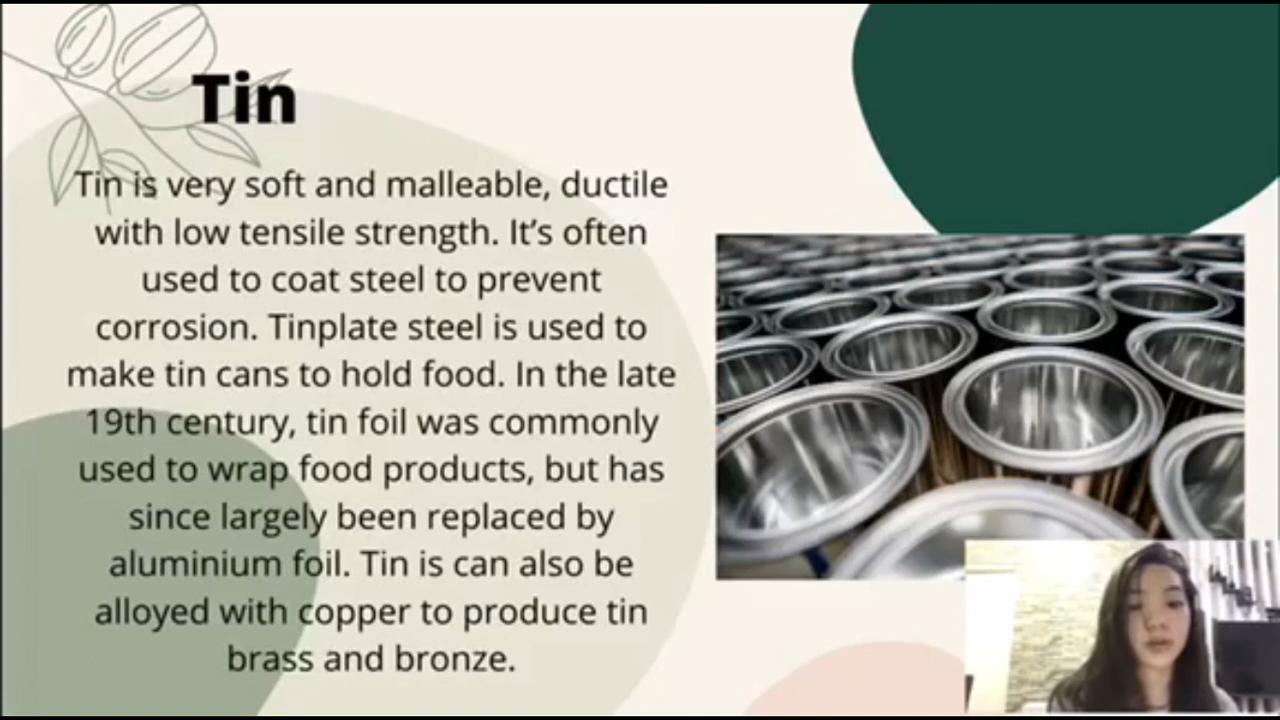 Tin
Tin is very soft and malleable, ductile
with low tensile strength. It’s often
used to coat steel to prevent
corrosion. Tinplate steel is used to
make tin cans to hold food. In the late
19th century, tin foil was commonly
used to wrap food products, but has
since largely been replaced by
aluminium foil. Tin is can also be
alloyed with copper to produce tin
brass and bronze.